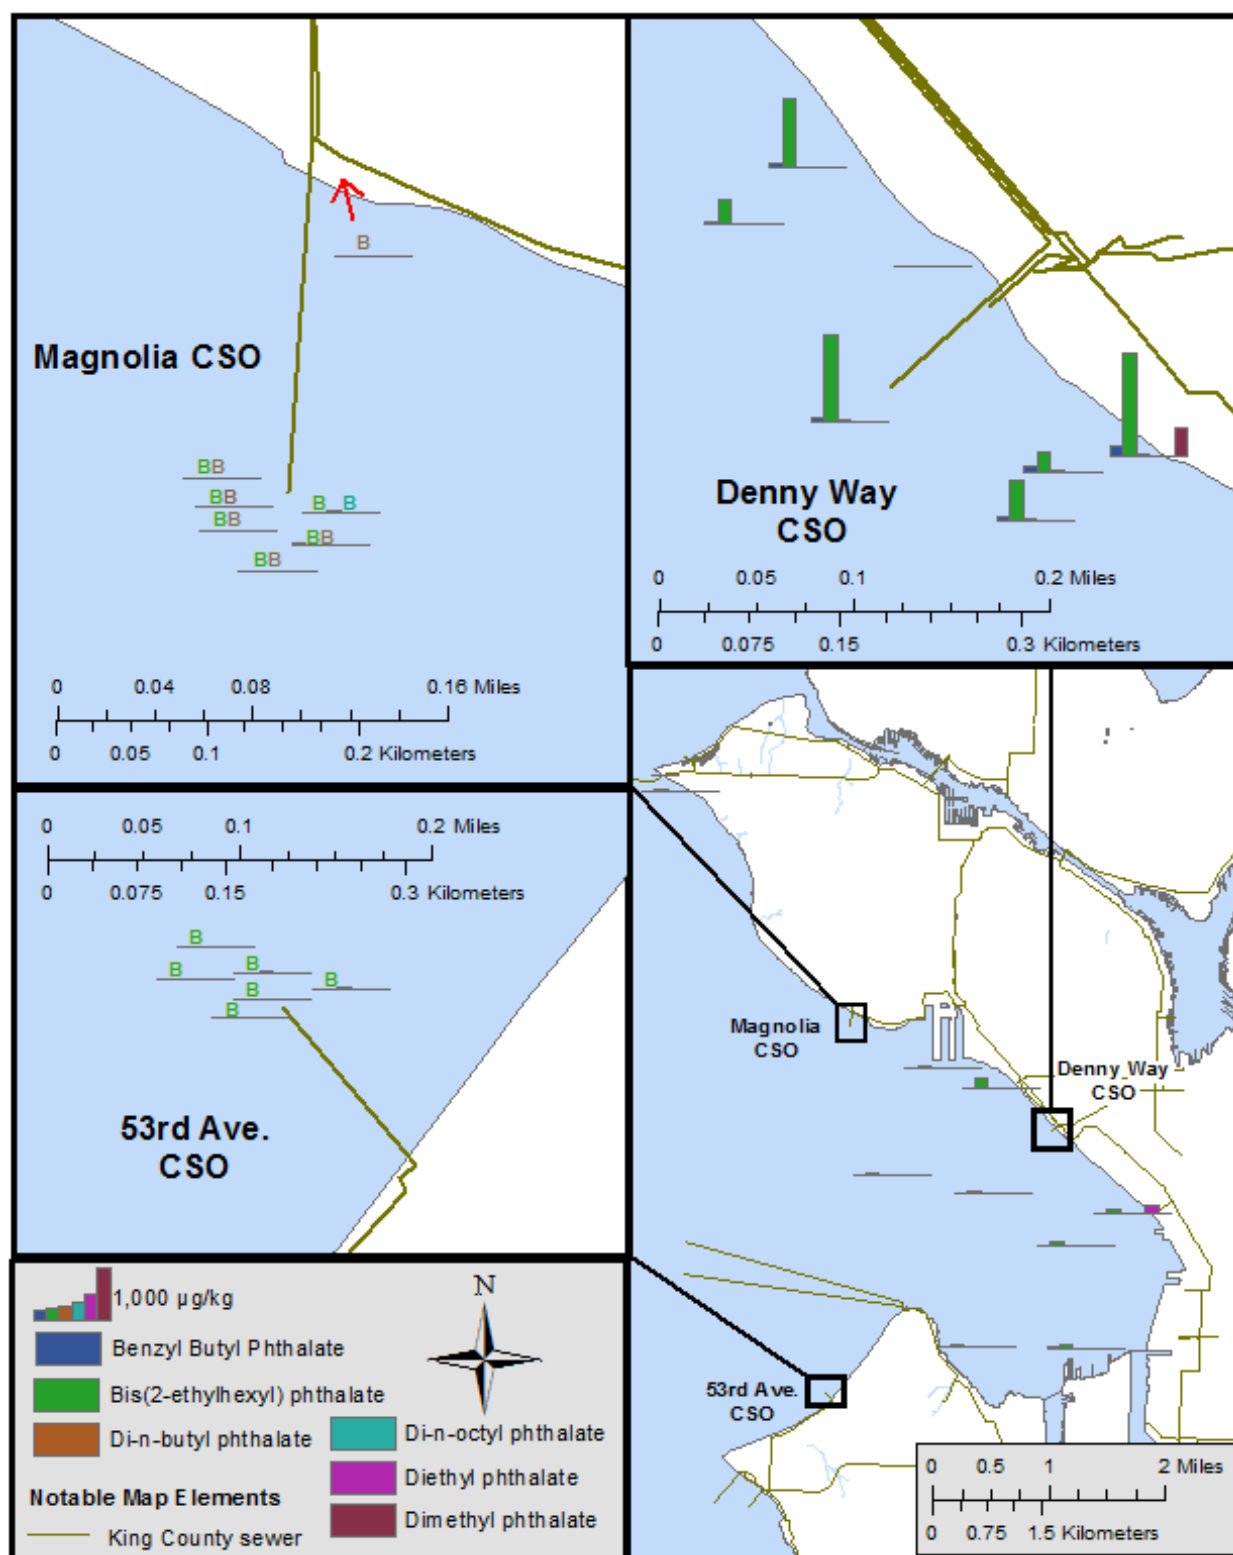 B
Magnolia CSO
BB
BB
B_B
BB
_BB
BB
0 0.04 0.08 0.16 Miles
0 0.05 0.1 0.2 Kilometers
Denny Way
CSO
0 0.05 0.1 0.2 Miles
0 0.075 0.15 0.3 Kilometers
0 0.05 0.1 0.2 Miles
0 0.075 0.15 0.3 Kilometers
B
B_
B
B_
B
B
53rd Ave.
CSO
Magnolia
CSO
Denny Way
CSO
53rd Ave.
CSO
0 0.5 1 2 Miles
0 0.75 1.5 Kilometers
1,000 µg/kg
N
Benzyl Butyl Phthalate
Bis(2-ethylhexyl) phthalate
Di-n-butyl phthalate
Di-n-octyl phthalate
Diethyl phthalate
Dimethyl phthalate
Notable Map Elements
King County sewer